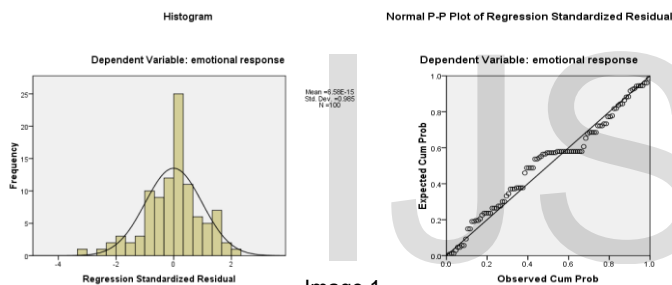 Histogram
Dependent Variable: emotional response
Mean =6.58E-15
Std. Dev. =0.985
N =100
Frequency
25
20
15
10
5
0
-4
-2
0
2
Regression Standardized Residual
Normal P-P Plot of Regression Standardized Residual
Dependent Variable: emotional response
Expected Cum Prob
1.0
0.8
0.6
0.4
0.2
0.0
0.0
0.2
0.4
0.6
0.8
1.0
Observed Cum Prob
JS